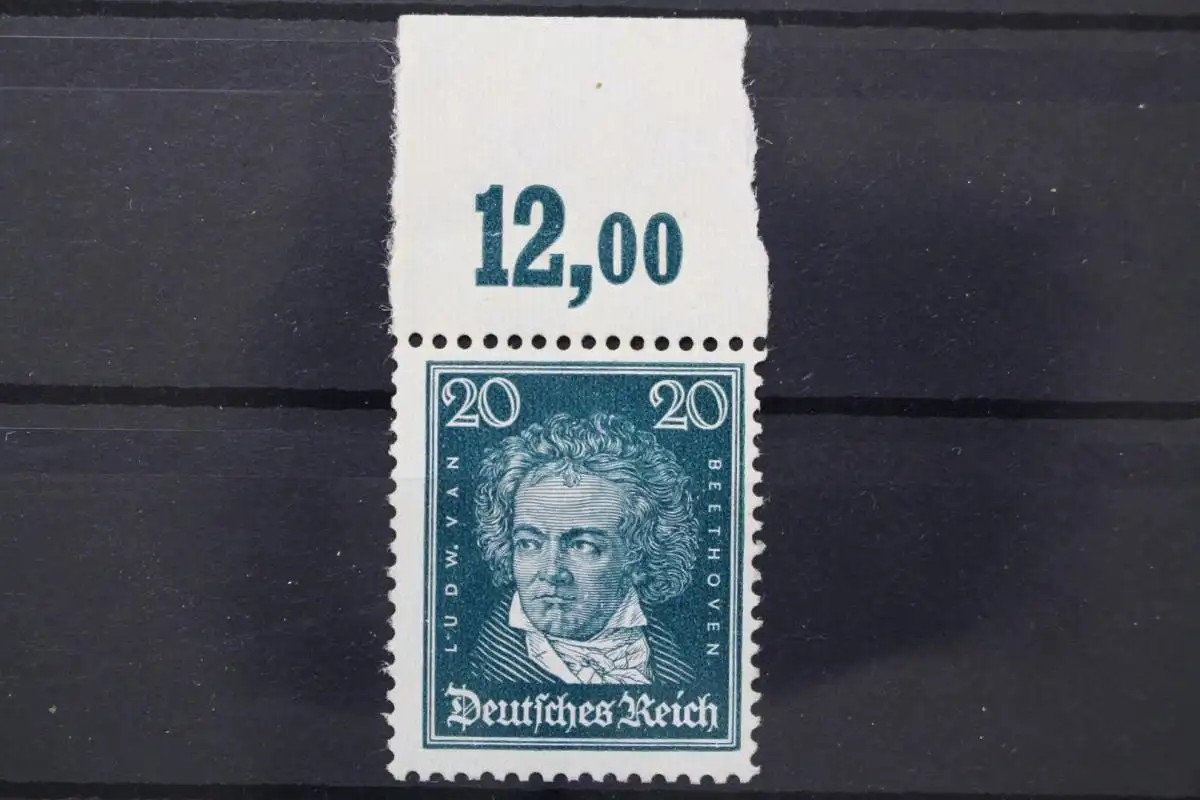 12,00
20 20
LUDW. VAN
BEETHOVEN
Deutſches Reich